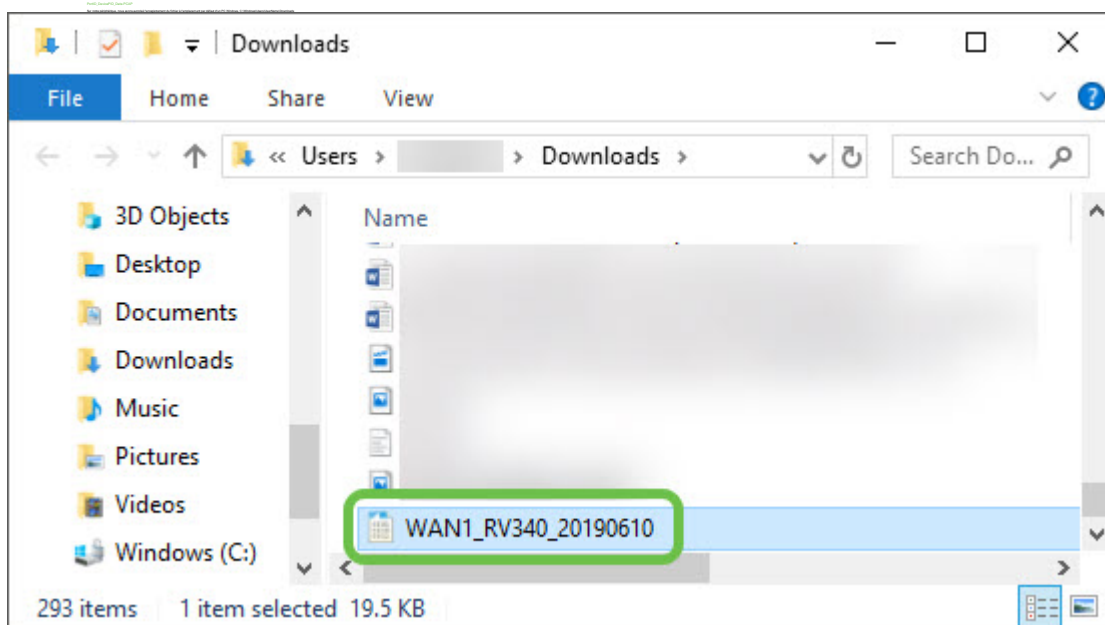 Downloads
File Home Share View
« Users > > Downloads > Search Do...
3D Objects
Desktop
Documents
Downloads
Music
Pictures
Videos
Windows (C:)
Name
WAN1_RV340_20190610
293 items 1 item selected 19.5 KB